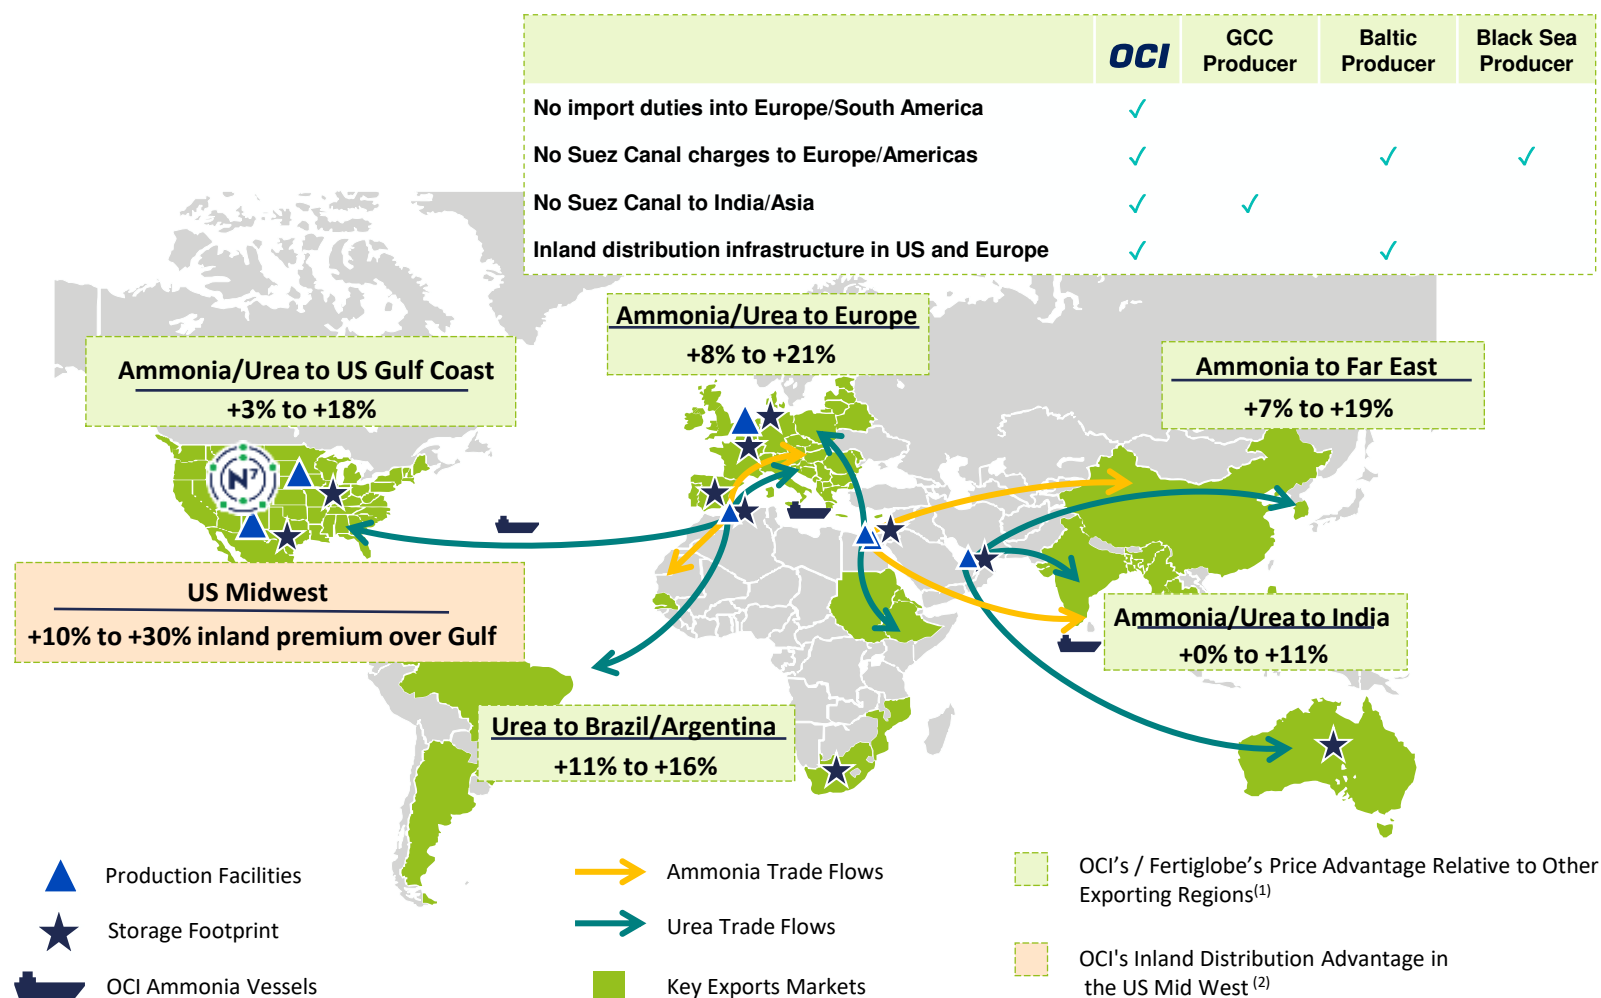 OCI
GCC
Producer
Baltic
Producer
Black Sea
Producer
No import duties into Europe/South America ✓
No Suez Canal charges to Europe/Americas ✓ ✓ ✓
No Suez Canal to India/Asia ✓ ✓
Inland distribution infrastructure in US and Europe ✓ ✓
Ammonia/Urea to Europe
+8% to +21%
Ammonia/Urea to US Gulf Coast
+3% to +18%
Ammonia to Far East
+7% to +19%
N7
US Midwest
+10% to +30% inland premium over Gulf
Ammonia/Urea to India
+0% to +11%
Urea to Brazil/Argentina
+11% to +16%
Production Facilities
Storage Footprint
OCI Ammonia Vessels
Ammonia Trade Flows
Urea Trade Flows
Key Exports Markets
OCI’s / Fertiglobe’s Price Advantage Relative to Other
Exporting Regions(1)
OCI's Inland Distribution Advantage in
the US Mid West (2)